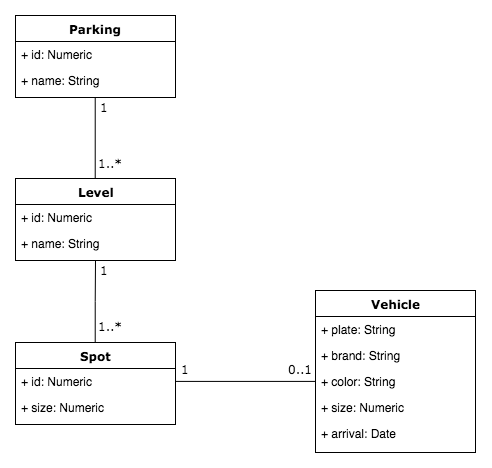 Parking
+ id: Numeric
+ name: String
1
1..*
Level
+ id: Numeric
+ name: String
1
1..*
Spot
+ id: Numeric
+ size: Numeric
1
0..1
Vehicle
+ plate: String
+ brand: String
+ color: String
+ size: Numeric
+ arrival: Date